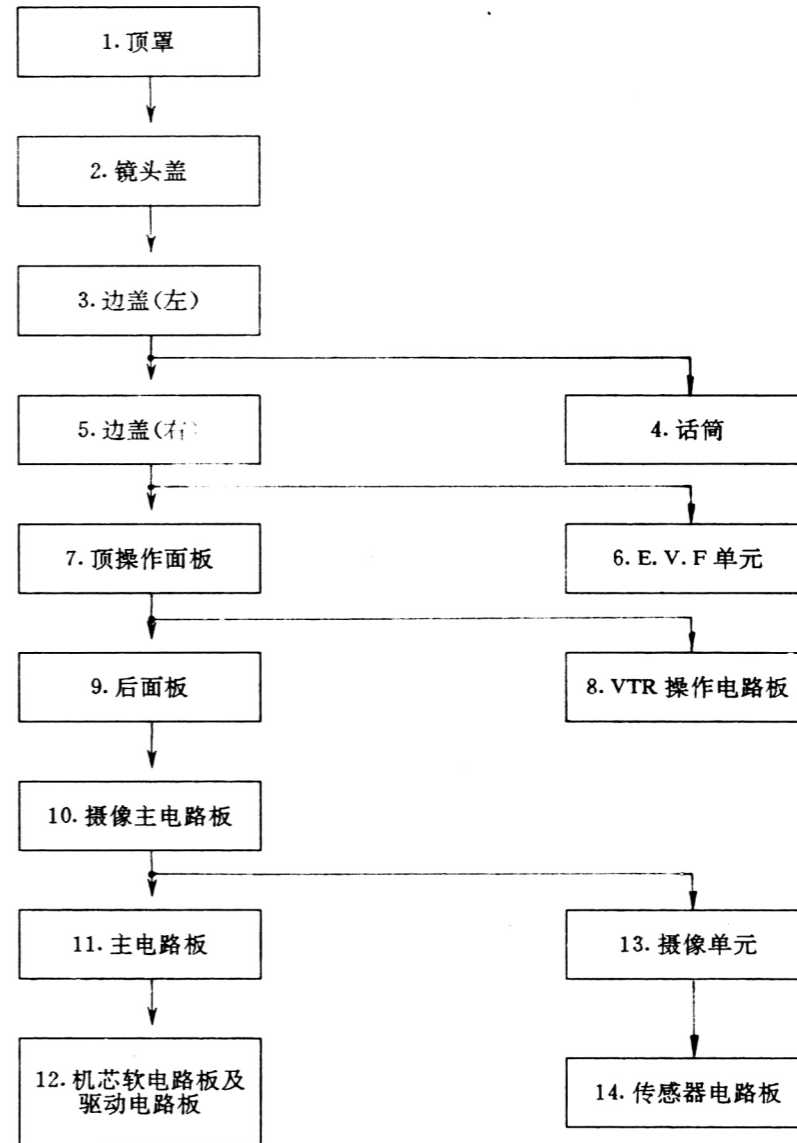 1. 顶罩
2. 镜头盖
3. 边盖(左)
5. 边盖(右)
4. 话筒
7. 顶操作面板
6. E. V. F 单元
9. 后面板
8. VTR 操作电路板
10. 摄像主电路板
11. 主电路板
13. 摄像单元
12. 机芯软电路板及
驱动电路板
14. 传感器电路板